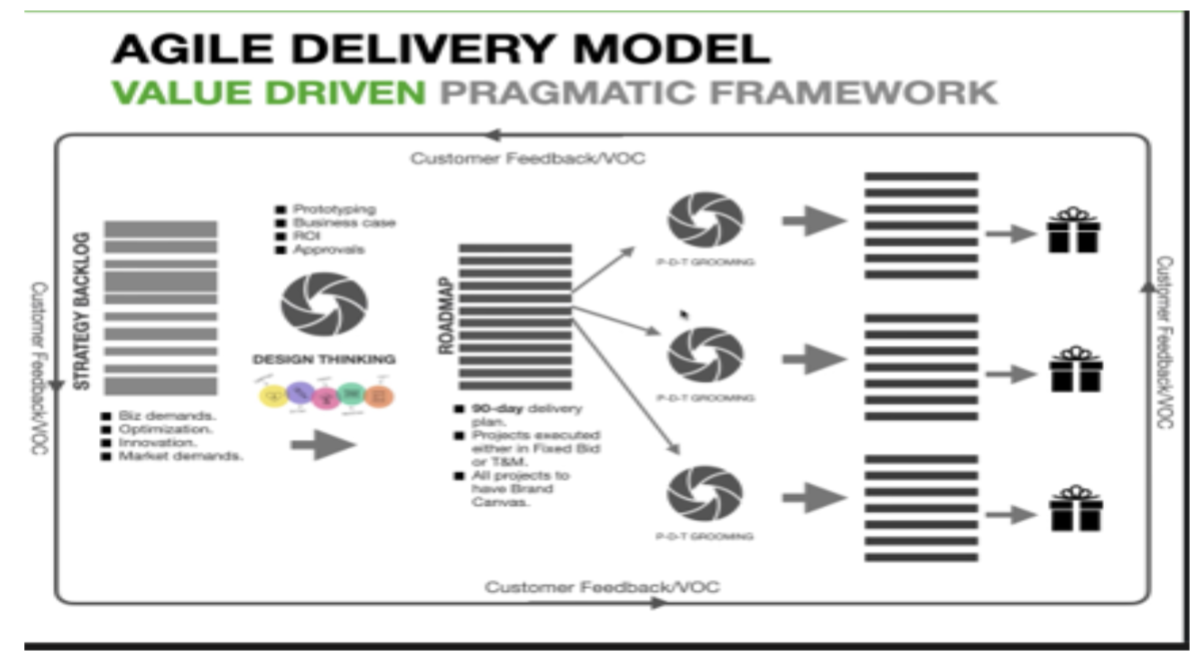 AGILE DELIVERY MODEL
VALUE DRIVEN PRAGMATIC FRAMEWORK
Customer Feedback/VOC
Customer Feedback/VOC
STRATEGY BACKLOG
Biz demands.
Optimization.
Innovation.
Market demands.
Prototyping
Business case
ROI
Approvals
DESIGN THINKING
ROADMAP
90-day delivery
plan.
Projects executed
either in Fixed Bid
or T&M.
All projects to
have Brand
Canvas.
P-D-T GROOMING
P-D-T GROOMING
P-D-T GROOMING
Customer Feedback/VOC
Customer Feedback/VOC